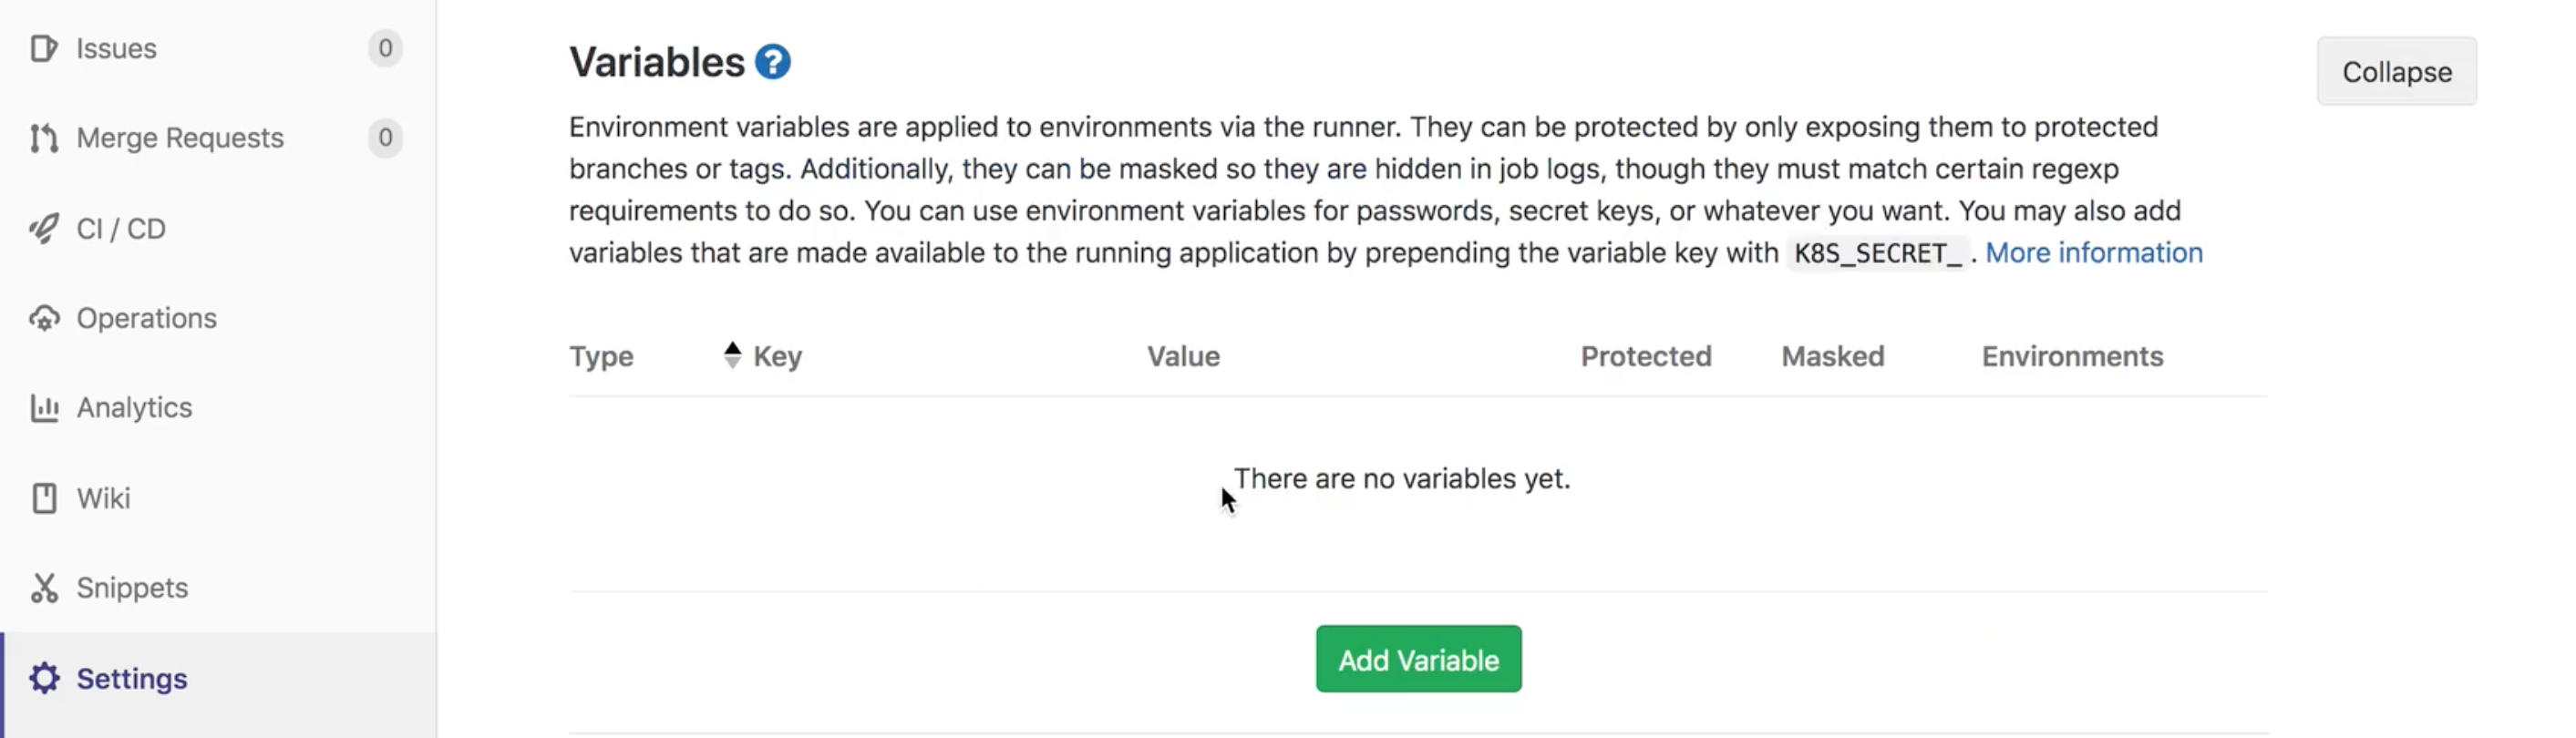 Issues 0
Merge Requests 0
CI / CD
Operations
Analytics
Wiki
Snippets
Settings
Variables ?
Collapse
Environment variables are applied to environments via the runner. They can be protected by only exposing them to protected
branches or tags. Additionally, they can be masked so they are hidden in job logs, though they must match certain regexp
requirements to do so. You can use environment variables for passwords, secret keys, or whatever you want. You may also add
variables that are made available to the running application by prepending the variable key with K8S_SECRET_ . More information
Type Key Value Protected Masked Environments
There are no variables yet.
Add Variable